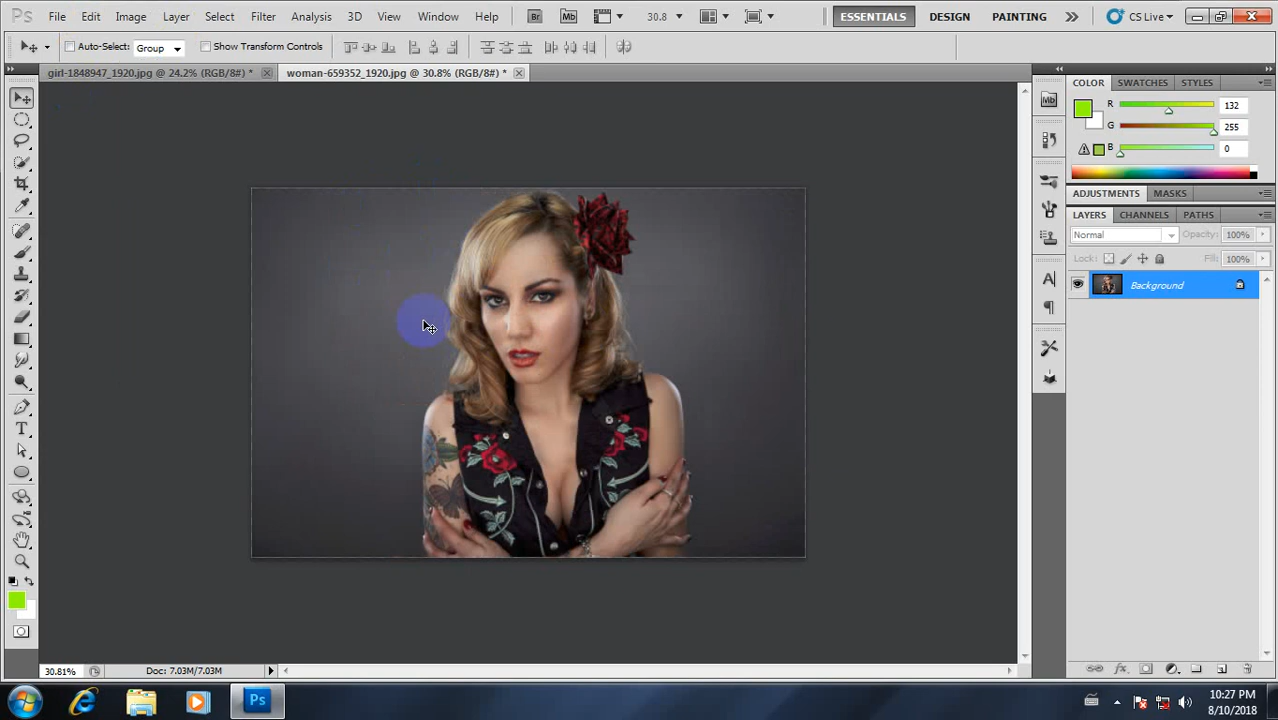 Ps File Edit Image Layer Select Filter Analysis 3D View Window Help Br Mb 30.8 ESSENTIALS DESIGN PAINTING CS Live
Auto-Select: Group Show Transform Controls
girl-1848947_1920.jpg @ 24.2% (RGB/8#) * woman-659352_1920.jpg @ 30.8% (RGB/8#) *
COLOR SWATCHES STYLES
Mb
R 132
G 255
B 0
ADJUSTMENTS MASKS
LAYERS CHANNELS PATHS
Normal Opacity: 100%
Lock: Fill: 100%
Background
A
T
30.81% Doc: 7.03M/7.03M
fx
Ps
10:27 PM
8/10/2018